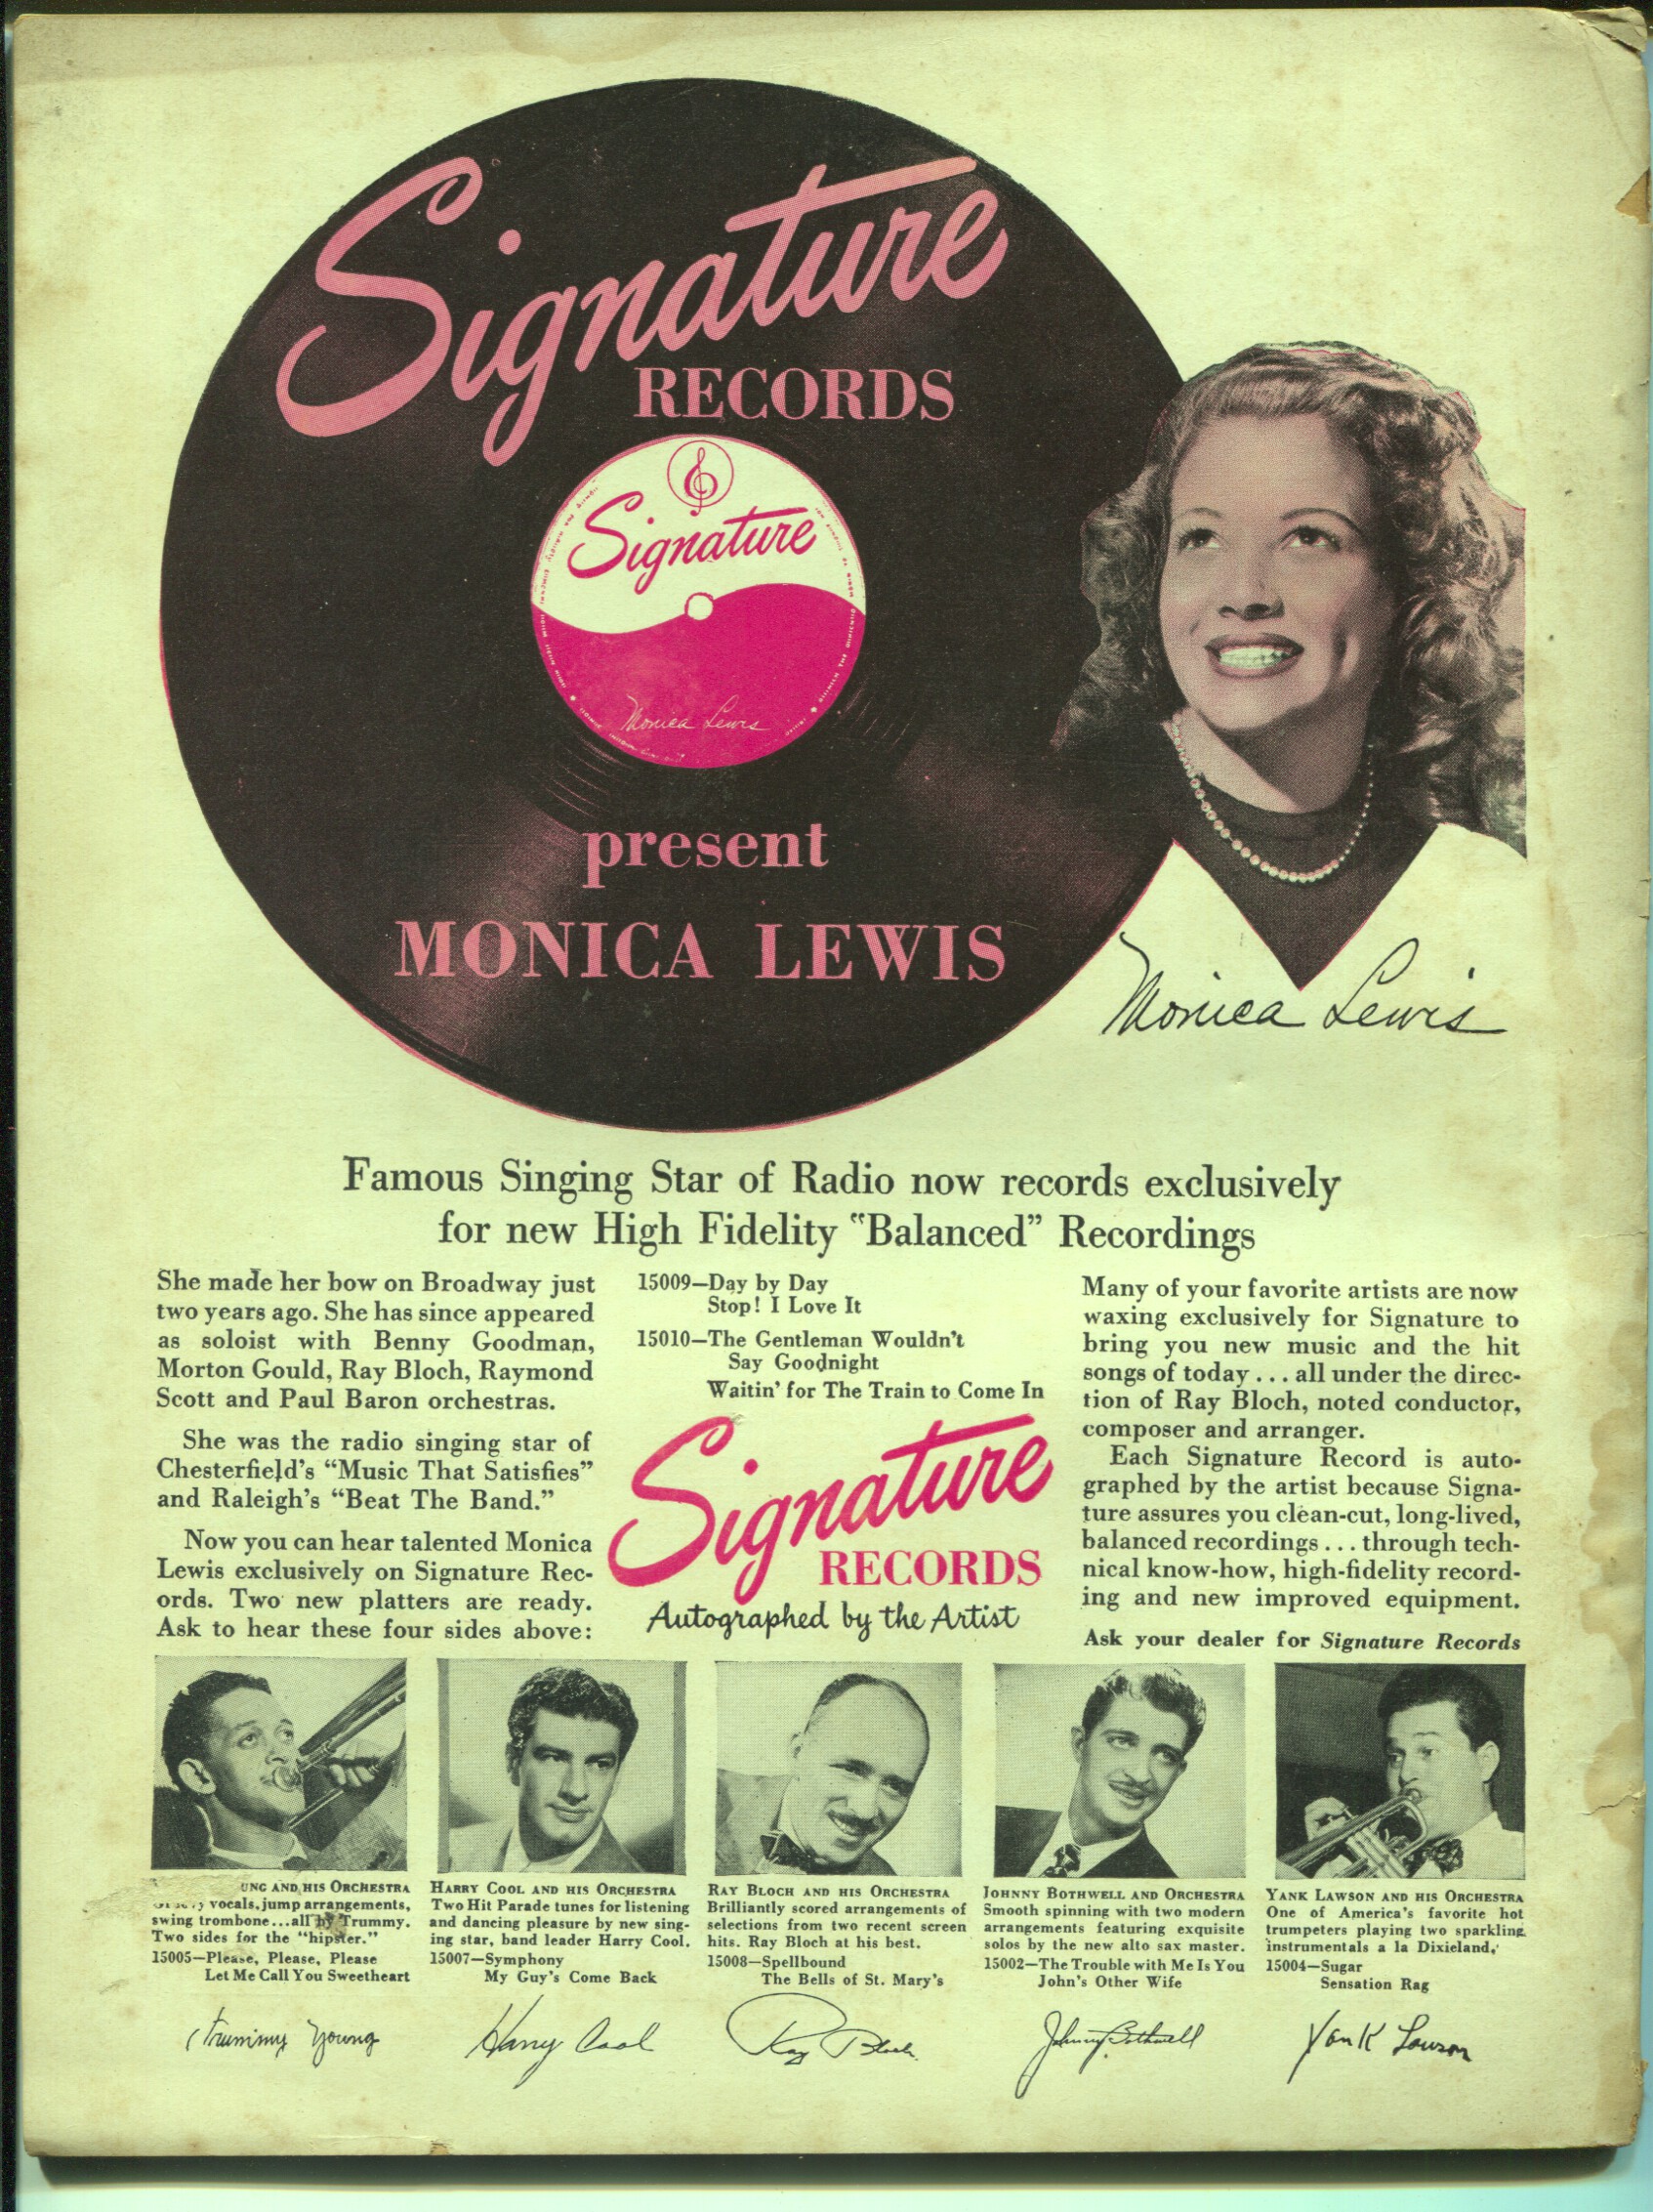 Signature
RECORDS
Signature
Monica Lewis
present
MONICA LEWIS
Monica Lewis
Famous Singing Star of Radio now records exclusively
for new High Fidelity "Balanced" Recordings
She made her bow on Broadway just
two years ago. She has since appeared
as soloist with Benny Goodman,
Morton Gould, Ray Bloch, Raymond
Scott and Paul Baron orchestras.
She was the radio singing star of
Chesterfield's "Music That Satisfies"
and Raleigh's "Beat The Band."
Now you can hear talented Monica
Lewis exclusively on Signature Rec-
ords. Two new platters are ready.
Ask to hear these four sides above:
15009—Day by Day
Stop! I Love It
15010—The Gentleman Wouldn't
Say Goodnight
Waitin' for The Train to Come In
Signature
RECORDS
Autographed by the Artist
Many of your favorite artists are now
waxing exclusively for Signature to
bring you new music and the hit
songs of today . . . all under the direc-
tion of Ray Bloch, noted conductor,
composer and arranger.
Each Signature Record is auto-
graphed by the artist because Signa-
ture assures you clean-cut, long-lived,
balanced recordings . . . through tech-
nical know-how, high-fidelity record-
ing and new improved equipment.
Ask your dealer for Signature Records
AND HIS ORCHESTRA
vocals, jump arrangements,
swing trombone...all by Trummy.
Two sides for the "hipster."
15005—Please, Please, Please
Let Me Call You Sweetheart
Trummy Young
HARRY COOL AND HIS ORCHESTRA
Two Hit Parade tunes for listening
and dancing pleasure by new sing-
ing star, band leader Harry Cool.
15007—Symphony
My Guy's Come Back
Harry Cool
RAY BLOCH AND HIS ORCHESTRA
Brilliantly scored arrangements of
selections from two recent screen
hits. Ray Bloch at his best.
15008—Spellbound
The Bells of St. Mary's
Ray Bloch
JOHNNY BOTHWELL AND ORCHESTRA
Smooth spinning with two modern
arrangements featuring exquisite
solos by the new alto sax master.
15002—The Trouble with Me Is You
John's Other Wife
Johnny Bothwell
YANK LAWSON AND HIS ORCHESTRA
One of America's favorite hot
trumpeters playing two sparkling
instrumentals a la Dixieland.
15004—Sugar
Sensation Rag
Yank Lawson